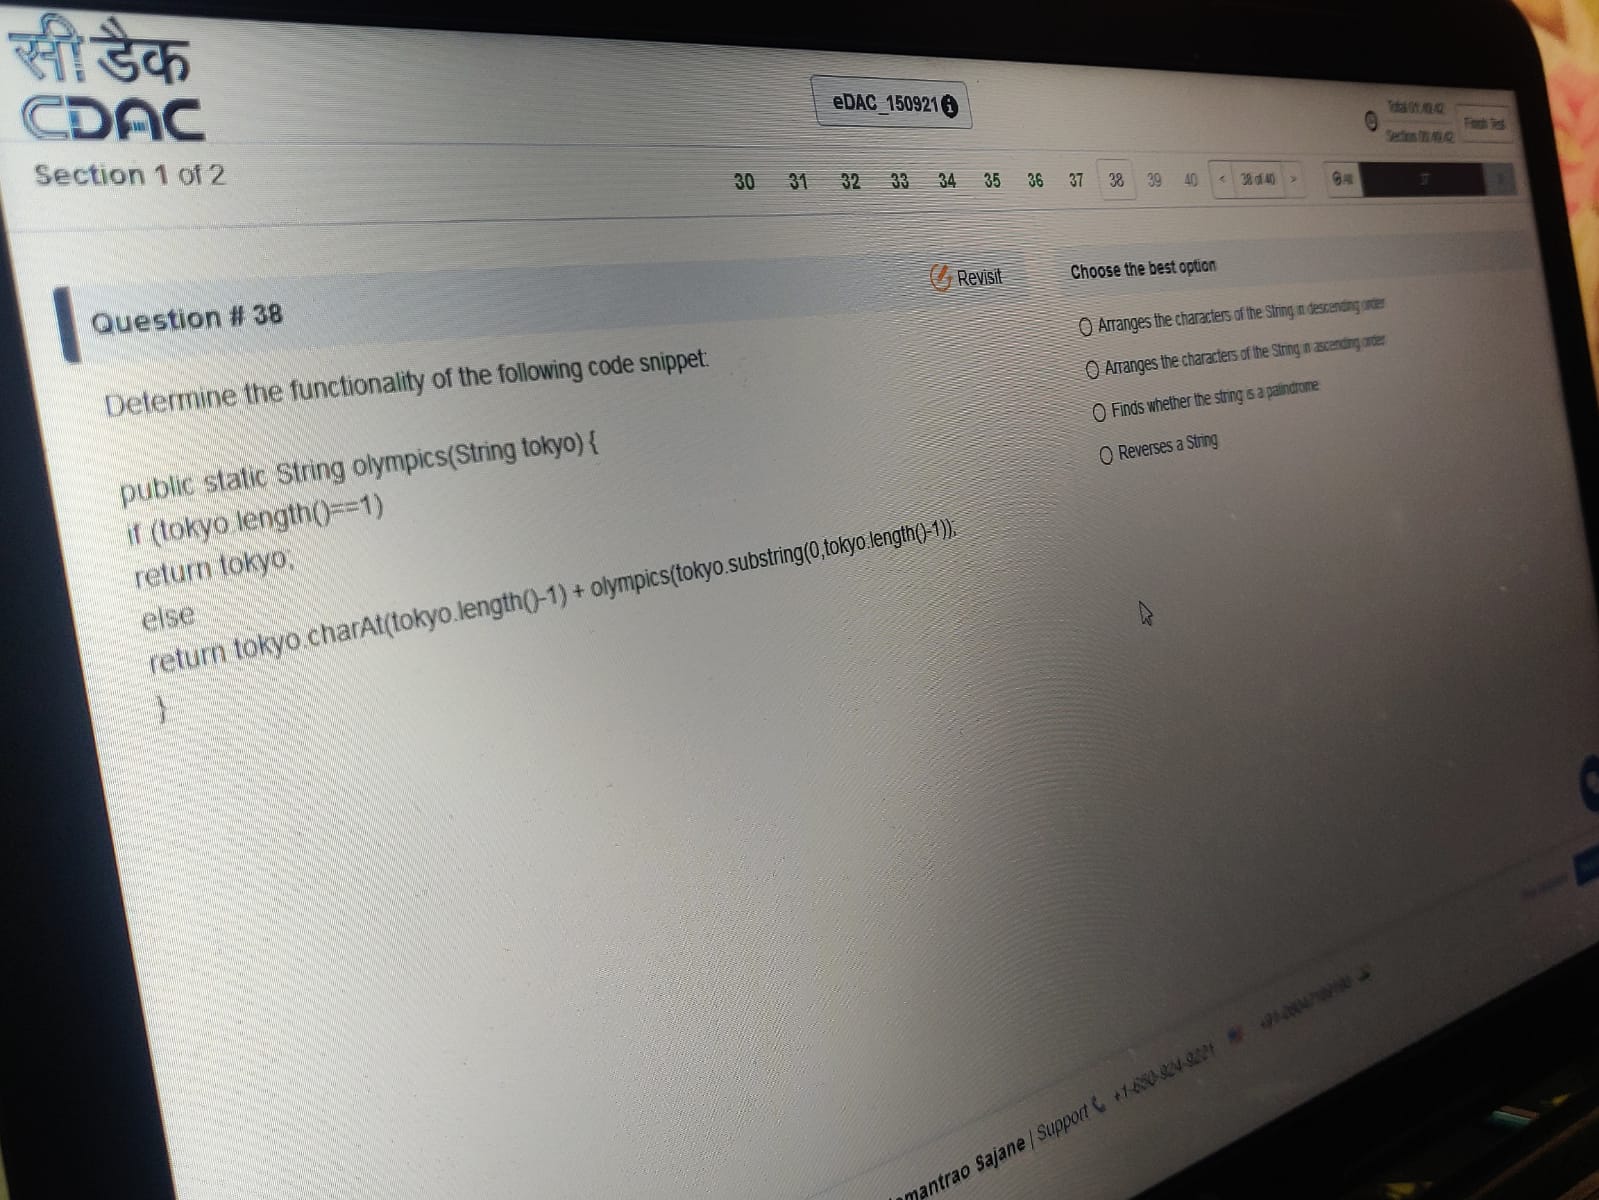 सी डैक
CDAC
eDAC_150921
Total 01:49:42
Section 00:49:42
Finish Test
Section 1 of 2
30 31 32 33 34 35 36 37 38 39 40 < 38 of 40 > All 37
Question # 38
Revisit
Determine the functionality of the following code snippet:
public static String olympics(String tokyo) {
if (tokyo.length()==1)
return tokyo;
else
return tokyo.charAt(tokyo.length()-1) + olympics(tokyo.substring(0,tokyo.length()-1));
}
Choose the best option
Arranges the characters of the String in descending order
Arranges the characters of the String in ascending order
Finds whether the string is a palindrome
Reverses a String
Sajane | Support +1-650-924-9221